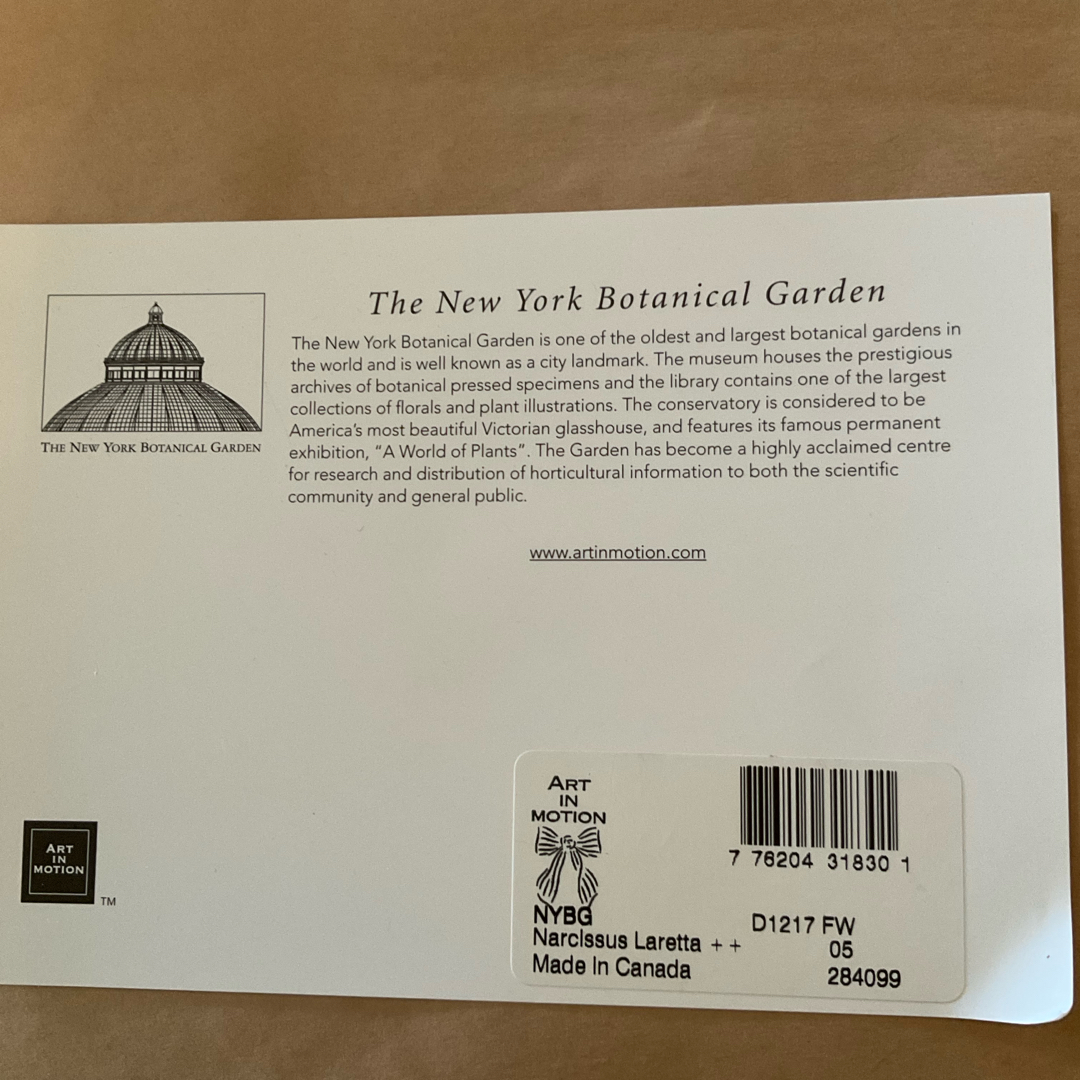 The New York Botanical Garden
THE NEW YORK BOTANICAL GARDEN
The New York Botanical Garden is one of the oldest and largest botanical gardens in
the world and is well known as a city landmark. The museum houses the prestigious
archives of botanical pressed specimens and the library contains one of the largest
collections of florals and plant illustrations. The conservatory is considered to be
America's most beautiful Victorian glasshouse, and features its famous permanent
exhibition, "A World of Plants". The Garden has become a highly acclaimed centre
for research and distribution of horticultural information to both the scientific
community and general public.
www.artinmotion.com
ART
IN
MOTION
TM
ART
IN
MOTION
7 76204 31830 1
NYBG
D1217 FW
Narcissus Laretta ++
05
Made In Canada
284099